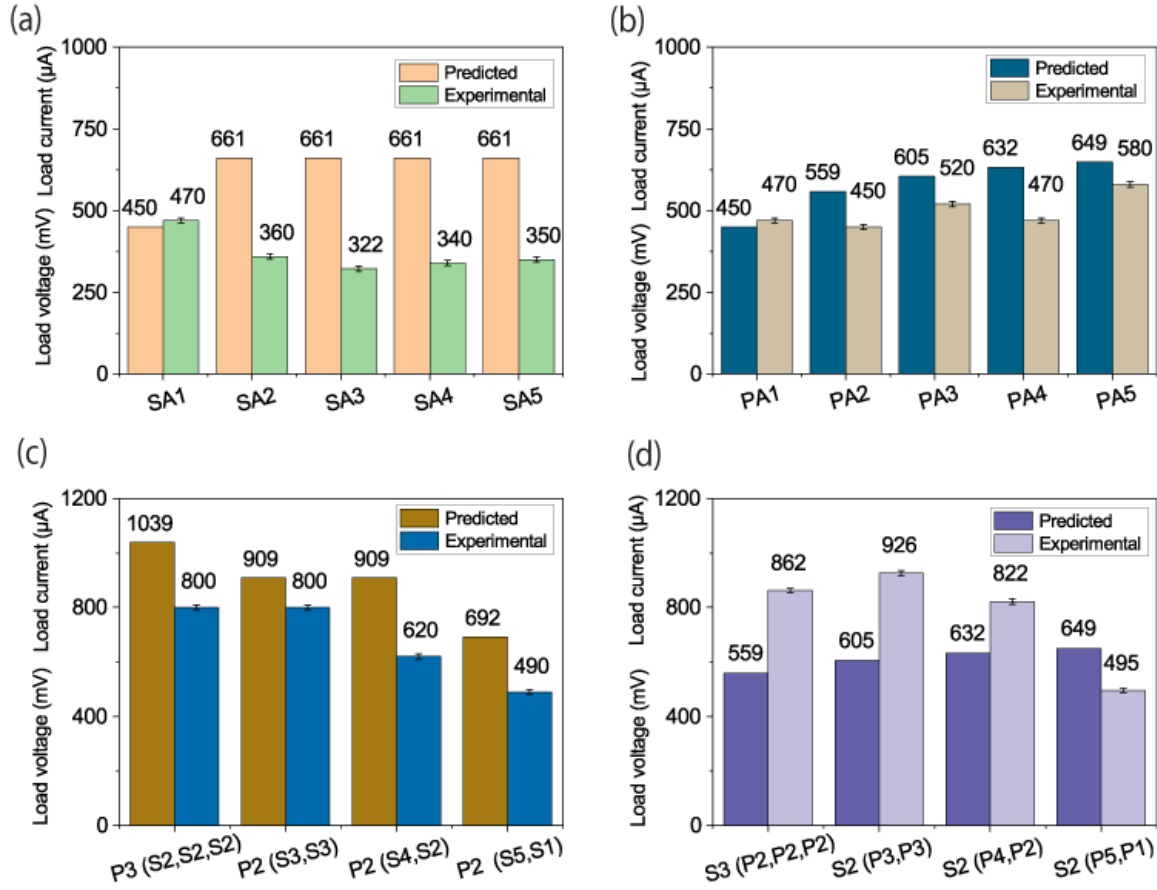 (a)
Load voltage (mV) Load current (µA)
1000
750
500
250
0
Predicted
Experimental
450 470 661 360 661 322 661 340 661 350
SA1 SA2 SA3 SA4 SA5
(b)
Load voltage (mV) Load current (µA)
1000
750
500
250
0
Predicted
Experimental
450 470 559 450 605 520 632 470 649 580
PA1 PA2 PA3 PA4 PA5
(c)
Load voltage (mV) Load current (µA)
1200
800
400
0
Predicted
Experimental
1039 800 909 800 909 620 692 490
P3 (S2,S2,S2) P2 (S3,S3) P2 (S4,S2) P2 (S5,S1)
(d)
Load voltage (mV) Load current (µA)
1200
800
400
0
Predicted
Experimental
559 862 605 926 632 822 649 495
S3 (P2,P2,P2) S2 (P3,P3) S2 (P4,P2) S2 (P5,P1)